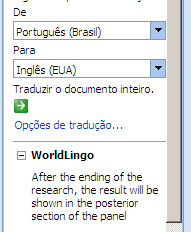 De
Português (Brasil)
Para
Inglês (EUA)
Traduzir o documento inteiro.
Opções de tradução...
WorldLingo
After the ending of the
research, the result will be
shown in the posterior
section of the panel